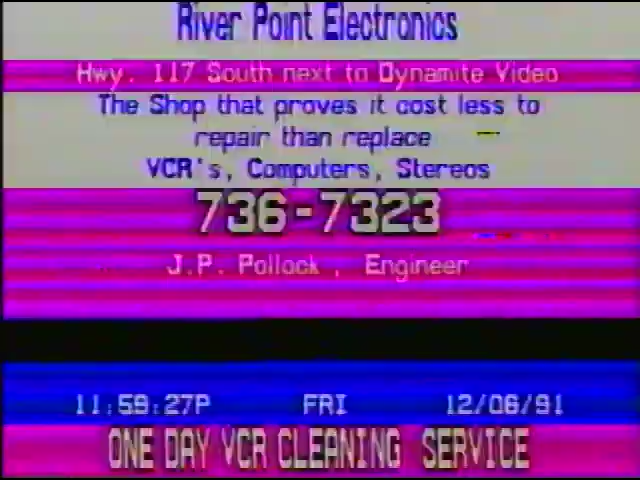 River Point Electronics
Hwy. 117 South next to Dynamite Video
The Shop that proves it cost less to
repair than replace
VCR's, Computers, Stereos
736-7323
J.P. Pollock , Engineer
11:59:27P FRI 12/06/91
ONE DAY VCR CLEANING SERVICE